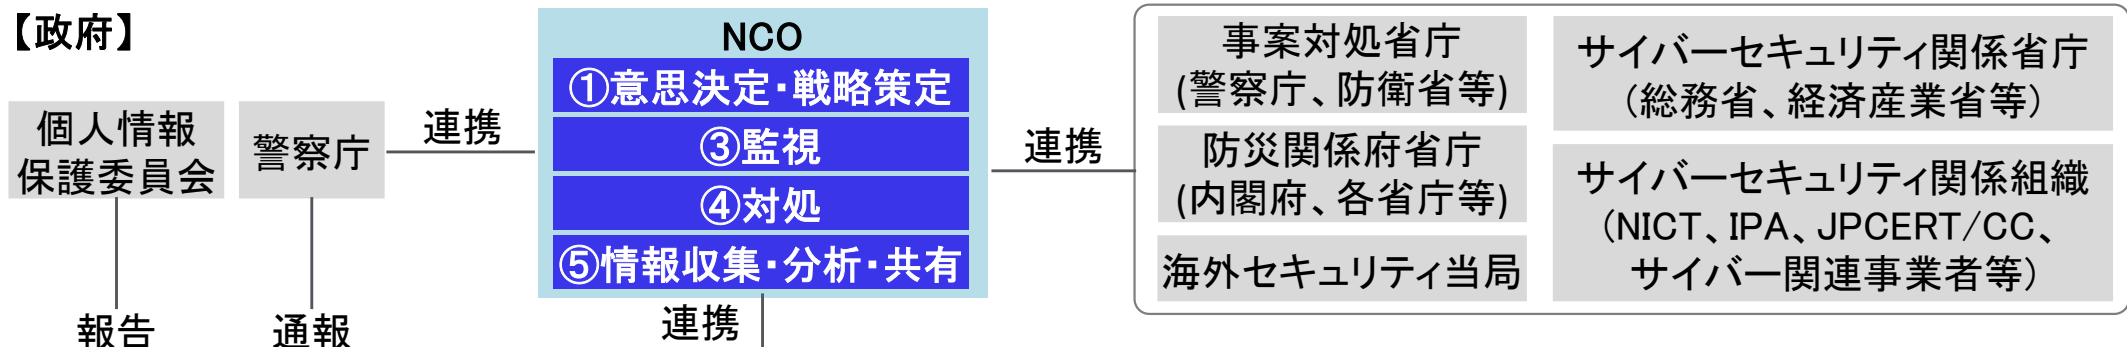 【政府】
個人情報
保護委員会
警察庁
連携
報告
通報
NCO
①意思決定・戦略策定
③監視
④対処
⑤情報収集・分析・共有
連携
連携
事案対処省庁
(警察庁、防衛省等)
防災関係府省庁
(内閣府、各省庁等)
海外セキュリティ当局
サイバーセキュリティ関係省庁
（総務省、経済産業省等）
サイバーセキュリティ関係組織
（NICT、IPA、JPCERT/CC、
サイバー関連事業者等）